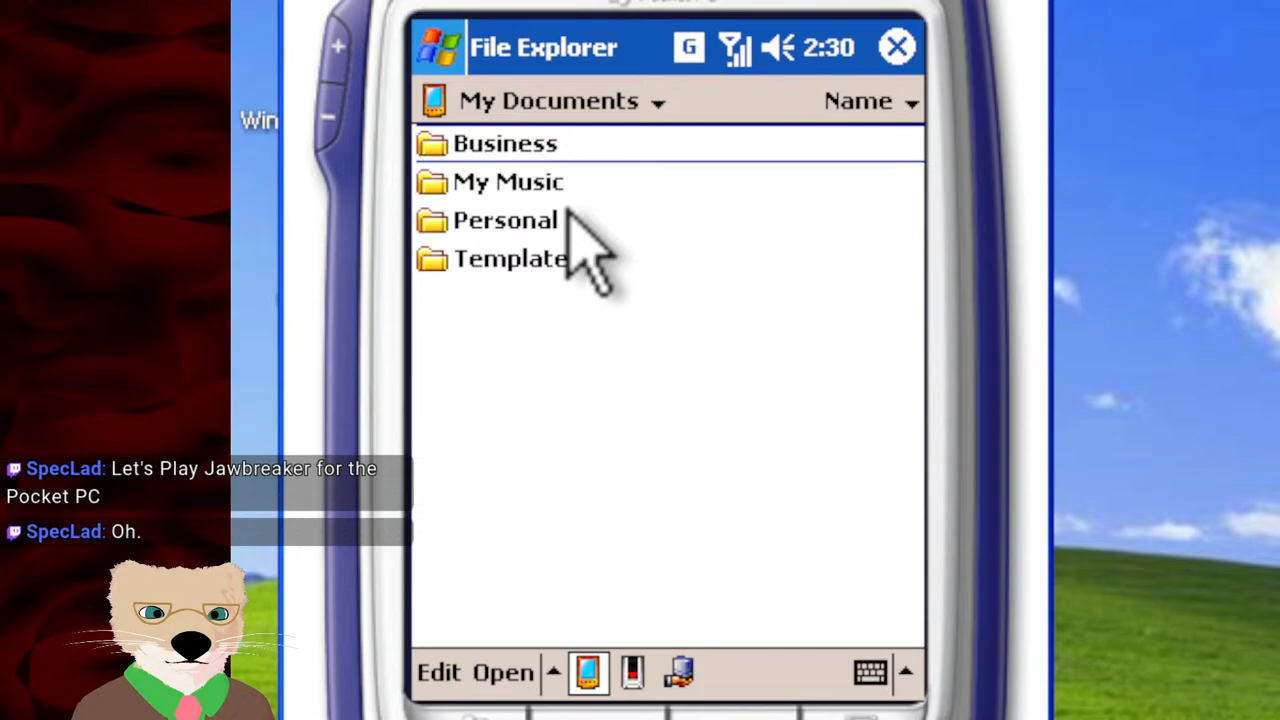 File Explorer
G
2:30
My Documents
Name
Win
Business
My Music
Personal
Template
SpecLad: Let's Play Jawbreaker for the
Pocket PC
SpecLad: Oh.
Edit Open